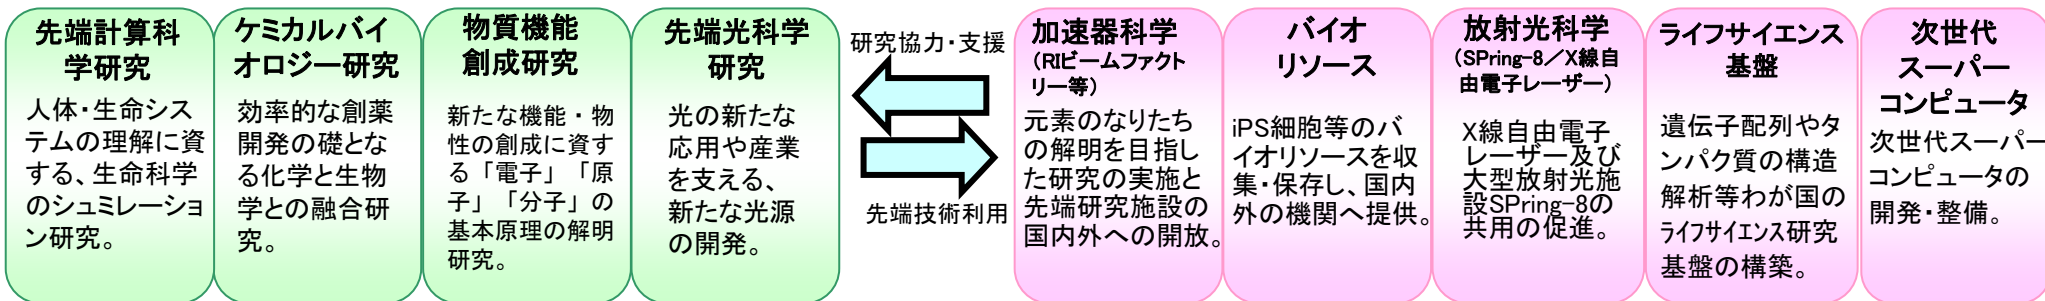 先端計算科
学研究
人体・生命シス
テムの理解に資
する、生命科学
のシュミレーショ
ン研究。
ケミカルバイ
オロジー研究
効率的な創薬
開発の礎とな
る化学と生物
学との融合研
究。
物質機能
創成研究
新たな機能・物
性の創成に資す
る「電子」「原
子」「分子」の
基本原理の解明
研究。
先端光科学
研究
光の新たな
応用や産業
を支える、
新たな光源
の開発。
研究協力・支援
先端技術利用
加速器科学
(RIビームファクト
リー等)
元素のなりたち
の解明を目指し
た研究の実施と
先端研究施設の
国内外への開放。
バイオ
リソース
iPS細胞等のバ
イオリソースを収
集・保存し、国内
外の機関へ提供。
放射光科学
(SPring-8／X線自
由電子レーザー)
X線自由電子
レーザー及び
大型放射光施
設SPring-8の
共用の促進。
ライフサイエンス
基盤
遺伝子配列やタ
ンパク質の構造
解析等わが国の
ライフサイエンス研究
基盤の構築。
次世代
スーパー
コンピュータ
次世代スーパー
コンピュータの
開発・整備。